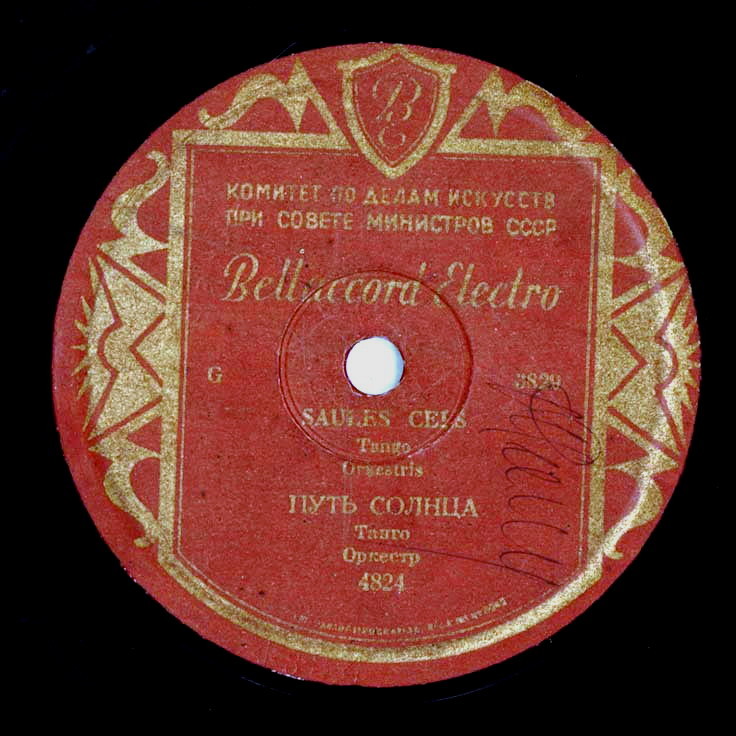 B
E
КОМИТЕТ ПО ДЕЛАМ ИСКУССТВ
ПРИ СОВЕТЕ МИНИСТРОВ СССР
Bellaccord Electro
G 3829
SAULES CEĻŠ
Tango
Orķestris
ПУТЬ СОЛНЦА
Танго
Оркестр
4824